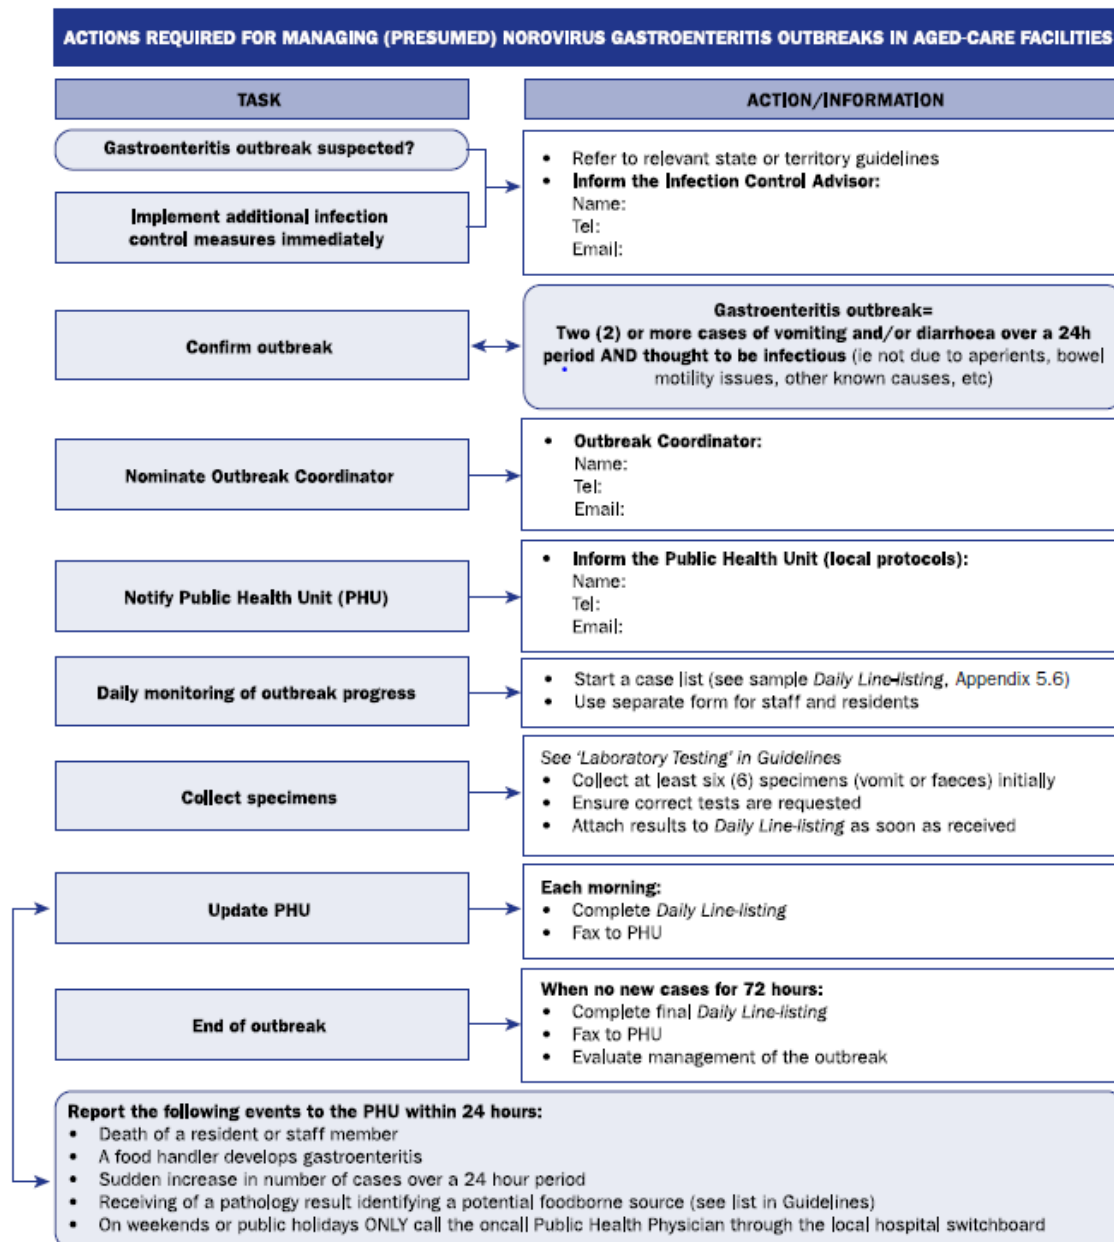 ACTIONS REQUIRED FOR MANAGING (PRESUMED) NOROVIRUS GASTROENTERITIS OUTBREAKS IN AGED-CARE FACILITIES
TASK
ACTION/INFORMATION
Gastroenteritis outbreak suspected?
Implement additional infection
control measures immediately
• Refer to relevant state or territory guidelines
• Inform the Infection Control Advisor:
Name:
Tel:
Email:
Confirm outbreak
Gastroenteritis outbreak=
Two (2) or more cases of vomiting and/or diarrhoea over a 24h
period AND thought to be infectious (ie not due to aperients, bowel
motility issues, other known causes, etc)
Nominate Outbreak Coordinator
• Outbreak Coordinator:
Name:
Tel:
Email:
Notify Public Health Unit (PHU)
• Inform the Public Health Unit (local protocols):
Name:
Tel:
Email:
Daily monitoring of outbreak progress
• Start a case list (see sample Daily Line-listing, Appendix 5.6)
• Use separate form for staff and residents
Collect specimens
See 'Laboratory Testing' in Guidelines
• Collect at least six (6) specimens (vomit or faeces) initially
• Ensure correct tests are requested
• Attach results to Daily Line-listing as soon as received
Update PHU
Each morning:
• Complete Daily Line-listing
• Fax to PHU
End of outbreak
When no new cases for 72 hours:
• Complete final Daily Line-listing
• Fax to PHU
• Evaluate management of the outbreak
Report the following events to the PHU within 24 hours:
• Death of a resident or staff member
• A food handler develops gastroenteritis
• Sudden increase in number of cases over a 24 hour period
• Receiving of a pathology result identifying a potential foodborne source (see list in Guidelines)
• On weekends or public holidays ONLY call the oncall Public Health Physician through the local hospital switchboard